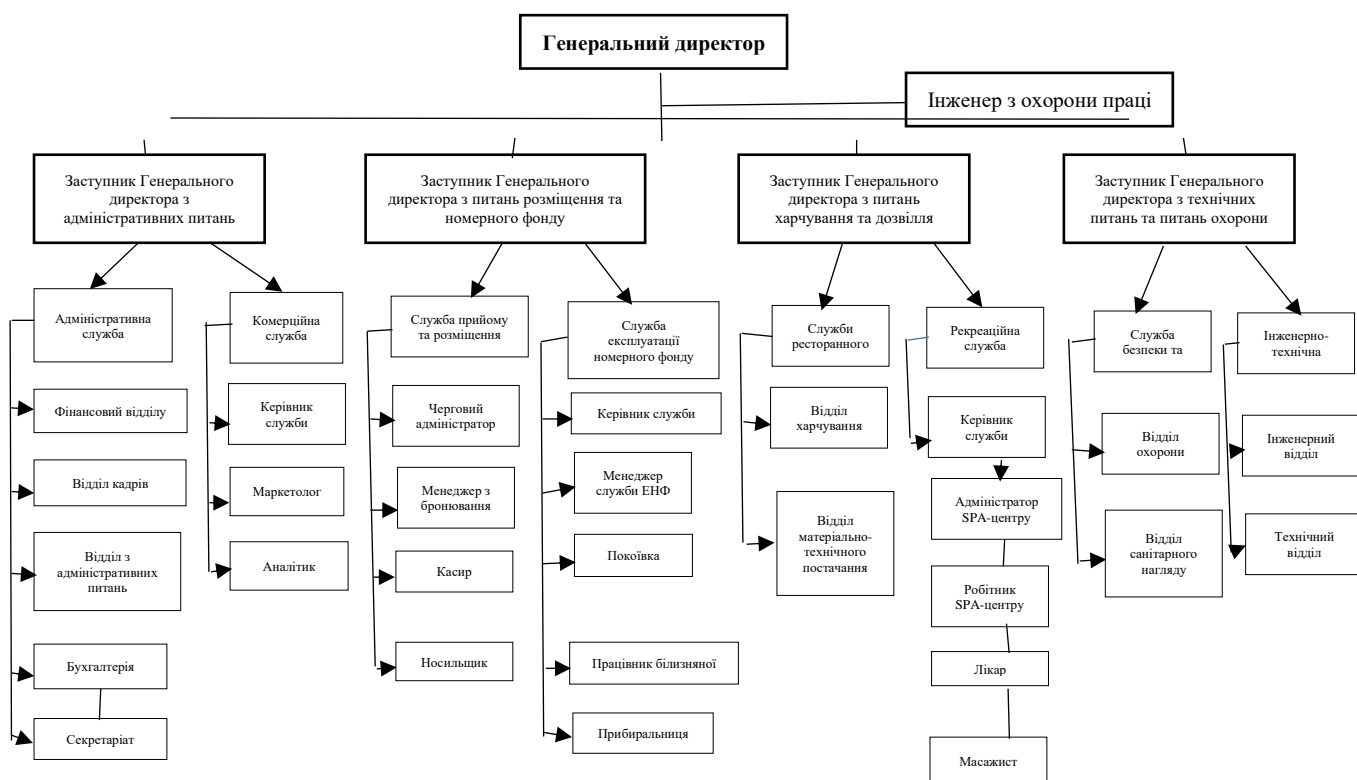 Генеральний директор
Інженер з охорони праці
Заступник Генерального
директора з
адміністративних питань
Заступник Генерального
директора з питань розміщення та
номерного фонду
Заступник Генерального
директора з питань
харчування та дозвілля
Заступник Генерального
директора з технічних
питань та питань охорони
Адміністративна
служба
Фінансовий відділу
Відділ кадрів
Відділ з
адміністративних
питань
Бухгалтерія
Секретаріат
Комерційна
служба
Керівник
служби
Маркетолог
Аналітик
Служба прийому
та розміщення
Черговий
адміністратор
Менеджер з
бронювання
Касир
Носильщик
Служба
експлуатації
номерного фонду
Керівник служби
Менеджер
служби ЕНФ
Покоївка
Працівник білизняної
Прибиральниця
Служби
ресторанного
Відділ
харчування
Відділ
матеріально-
технічного
постачання
Рекреаційна
служба
Керівник
служби
Адміністратор
SPA-центру
Робітник
SPA-центру
Лікар
Масажист
Служба
безпеки та
Відділ
охорони
Відділ
санітарного
нагляду
Інженерно-
технічна
Інженерний
відділ
Технічний
відділ